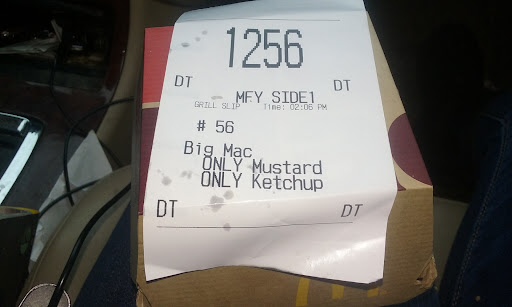 1256
DT DT
MFY SIDE1
GRILL SLIP Time: 02:06 PM
# 56
Big Mac
ONLY Mustard
ONLY Ketchup
DT DT